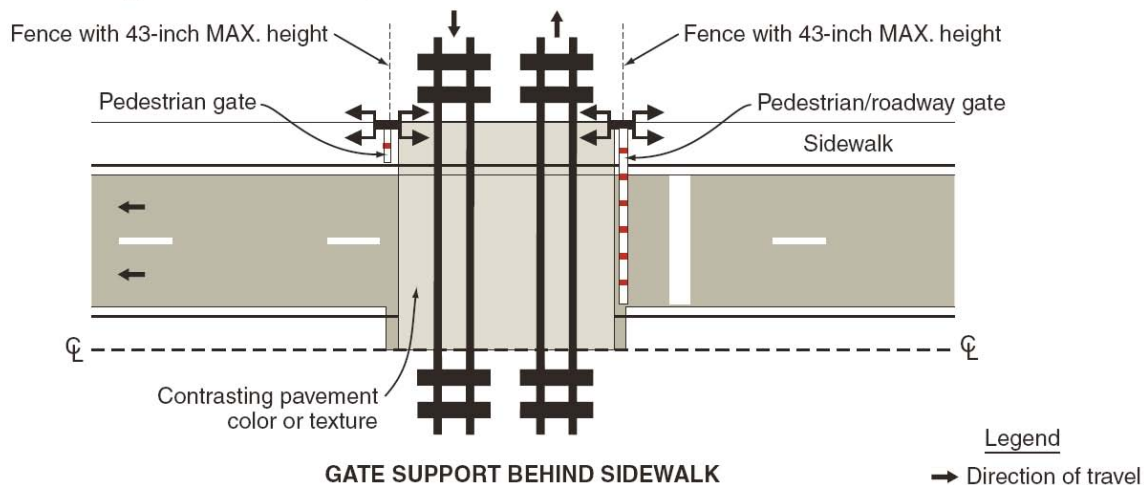 Fence with 43-inch MAX. height
Fence with 43-inch MAX. height
Pedestrian gate
Pedestrian/roadway gate
Sidewalk
℄
℄
Contrasting pavement
color or texture
GATE SUPPORT BEHIND SIDEWALK
Legend
Direction of travel